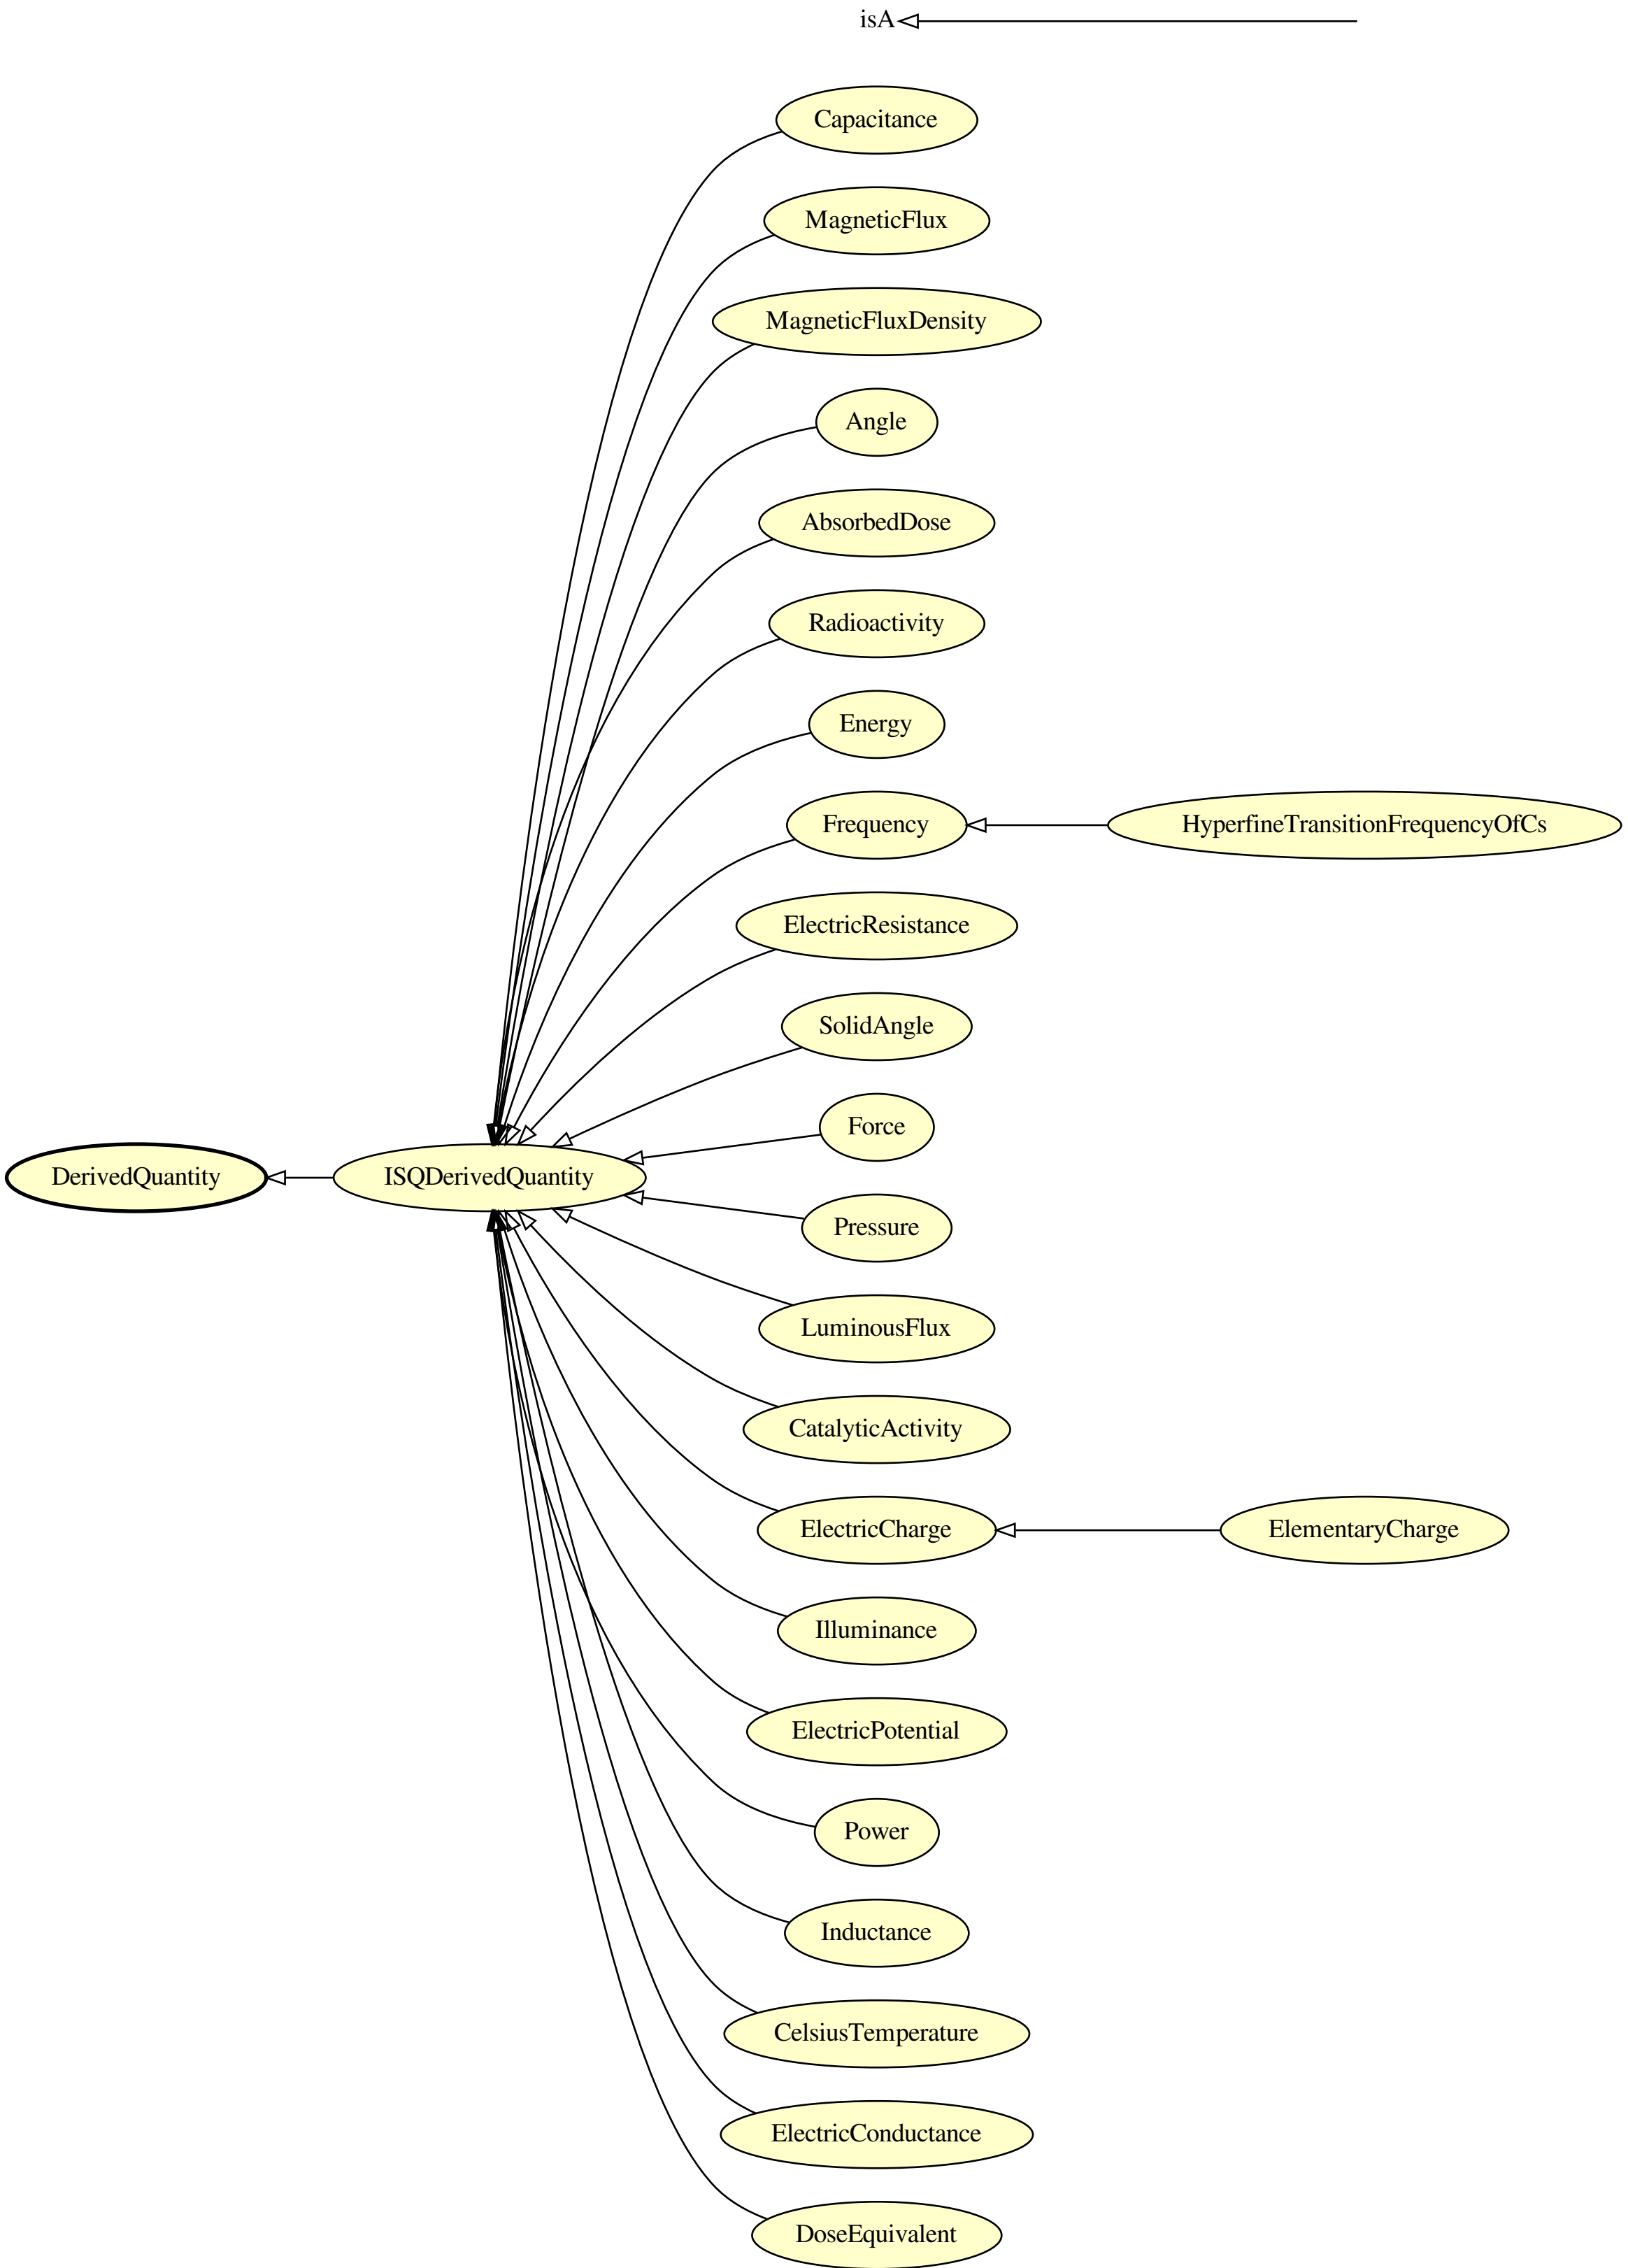 isA
Capacitance
MagneticFlux
MagneticFluxDensity
Angle
AbsorbedDose
Radioactivity
Energy
Frequency
HyperfineTransitionFrequencyOfCs
ElectricResistance
SolidAngle
Force
DerivedQuantity
ISQDerivedQuantity
Pressure
LuminousFlux
CatalyticActivity
ElectricCharge
ElementaryCharge
Illuminance
ElectricPotential
Power
Inductance
CelsiusTemperature
ElectricConductance
DoseEquivalent